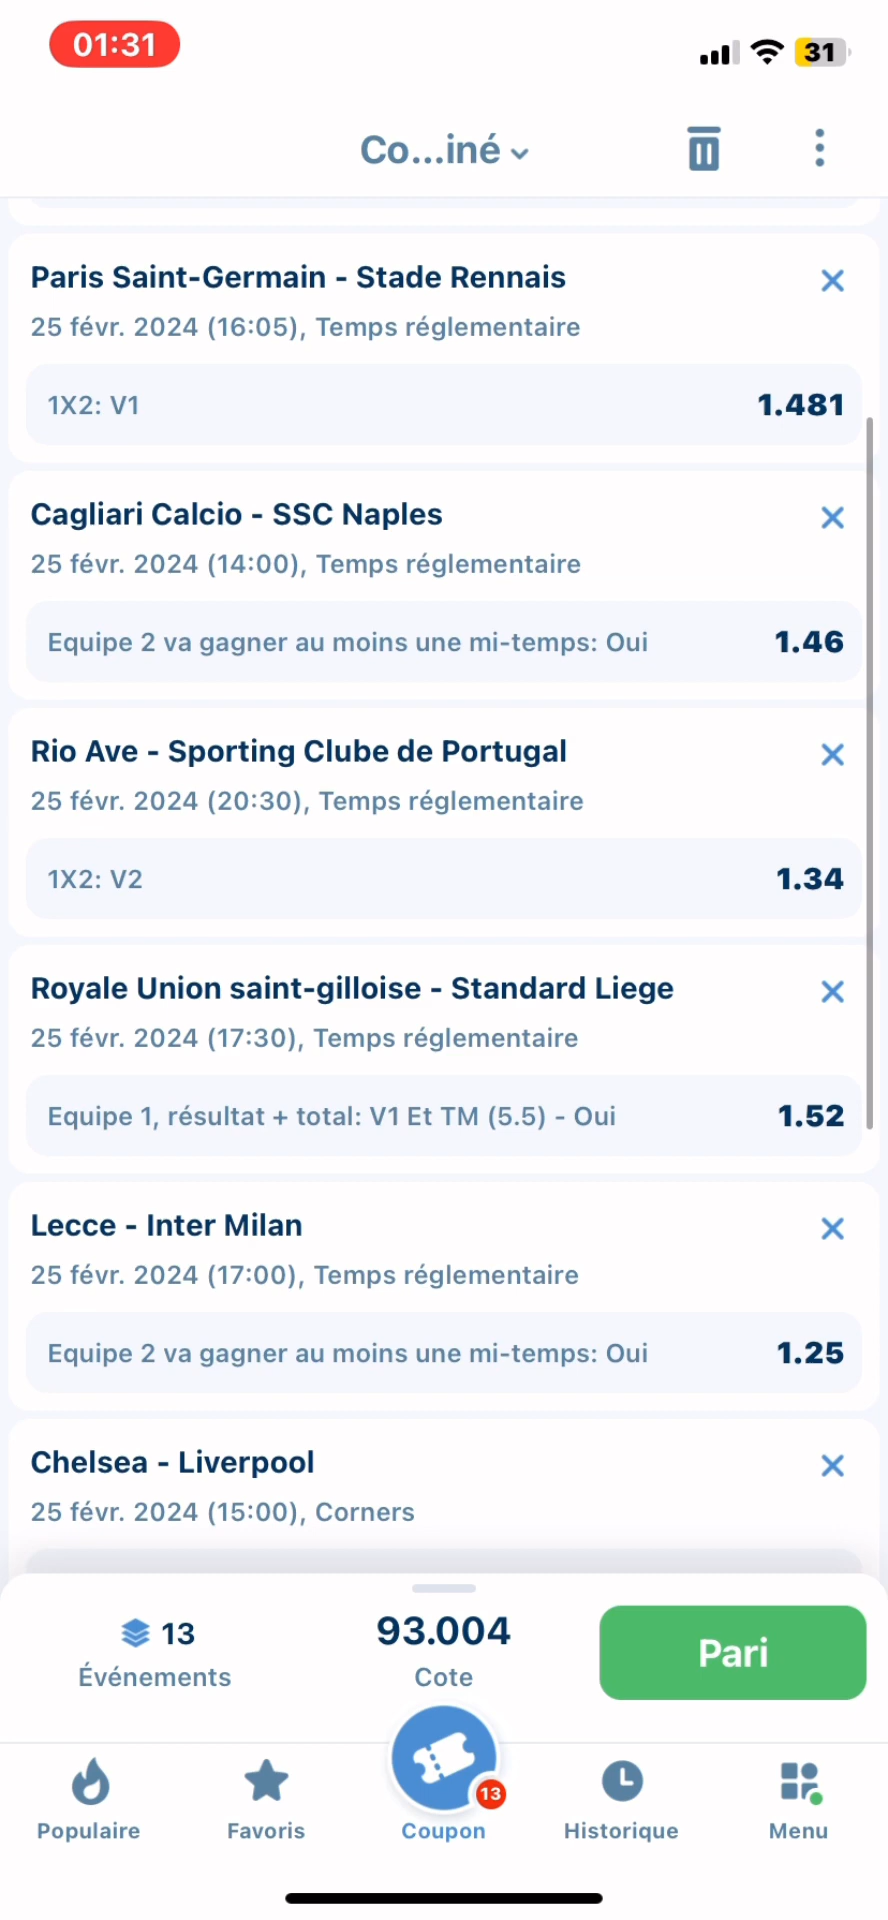 01:31
31
Co...iné
Paris Saint-Germain - Stade Rennais
25 févr. 2024 (16:05), Temps réglementaire
1X2: V1 1.481
Cagliari Calcio - SSC Naples
25 févr. 2024 (14:00), Temps réglementaire
Equipe 2 va gagner au moins une mi-temps: Oui 1.46
Rio Ave - Sporting Clube de Portugal
25 févr. 2024 (20:30), Temps réglementaire
1X2: V2 1.34
Royale Union saint-gilloise - Standard Liege
25 févr. 2024 (17:30), Temps réglementaire
Equipe 1, résultat + total: V1 Et TM (5.5) - Oui 1.52
Lecce - Inter Milan
25 févr. 2024 (17:00), Temps réglementaire
Equipe 2 va gagner au moins une mi-temps: Oui 1.25
Chelsea - Liverpool
25 févr. 2024 (15:00), Corners
13 93.004 Pari
Événements Cote
13
Populaire Favoris Coupon Historique Menu